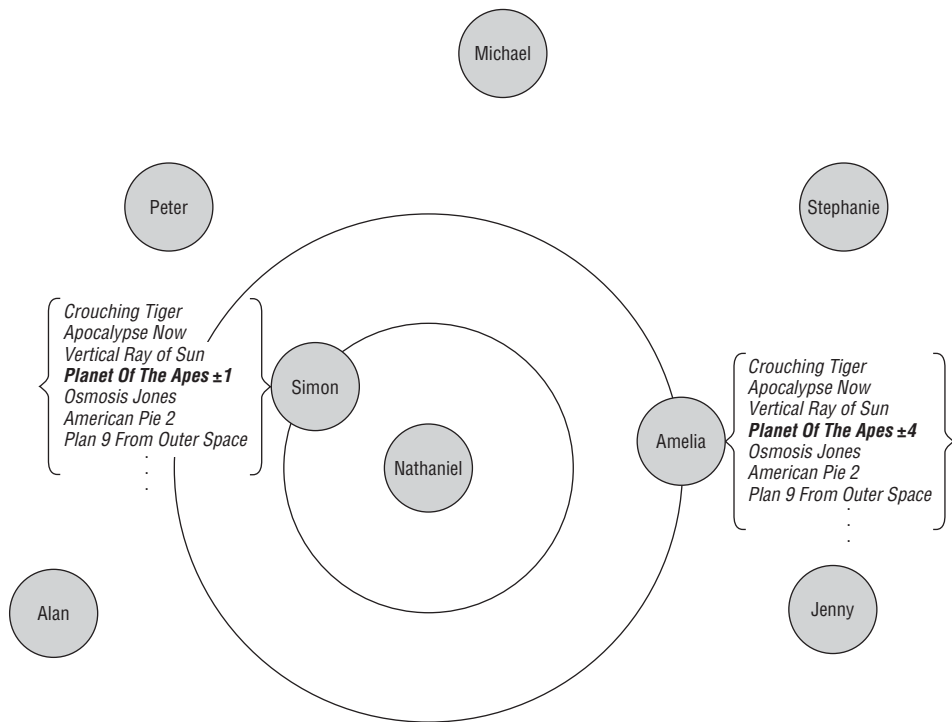 Michael
Peter
Stephanie
Crouching Tiger
Apocalypse Now
Vertical Ray of Sun
Planet Of The Apes ±1
Osmosis Jones
American Pie 2
Plan 9 From Outer Space
.
.
.
Simon
Nathaniel
Amelia
Crouching Tiger
Apocalypse Now
Vertical Ray of Sun
Planet Of The Apes ±4
Osmosis Jones
American Pie 2
Plan 9 From Outer Space
.
.
.
Alan
Jenny